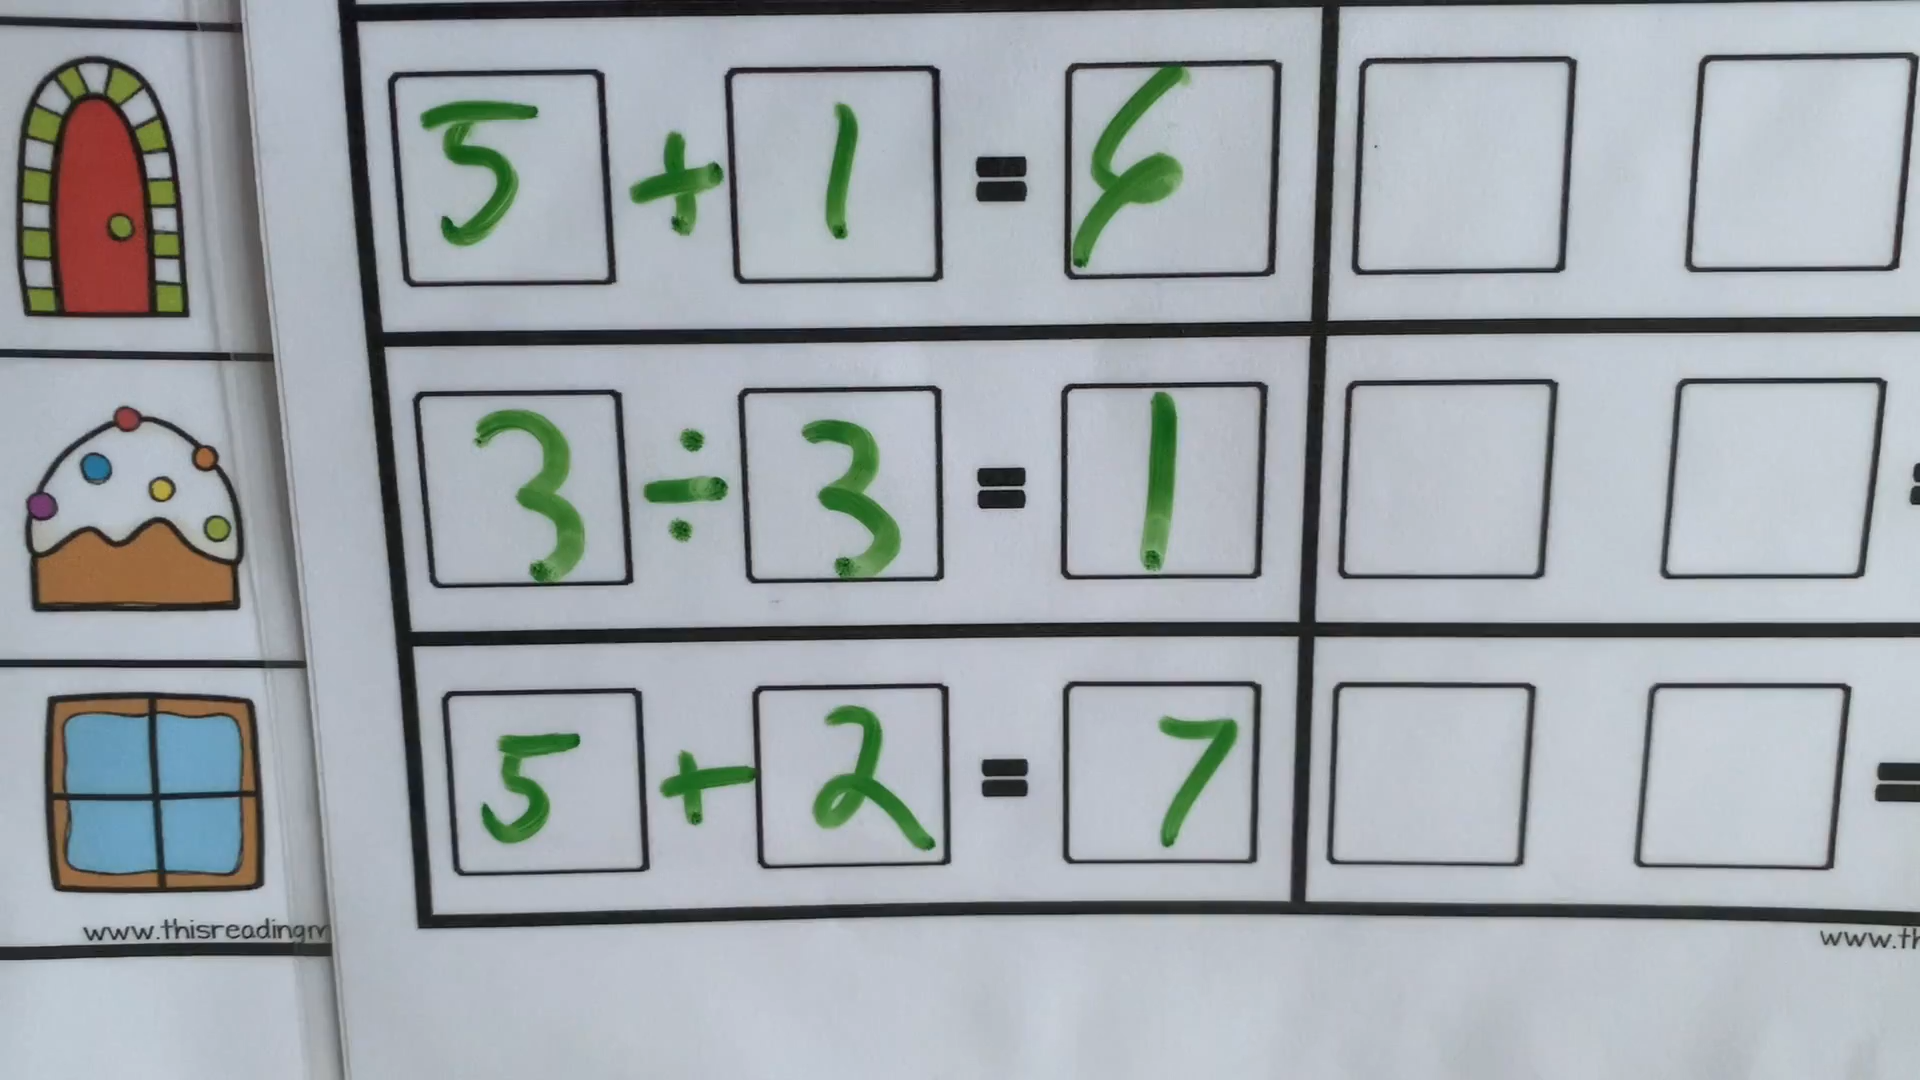 5 + 1 = 6
3 ÷ 3 = 1
=
5 + 2 = 7
=
www.thisreadingm
www.th